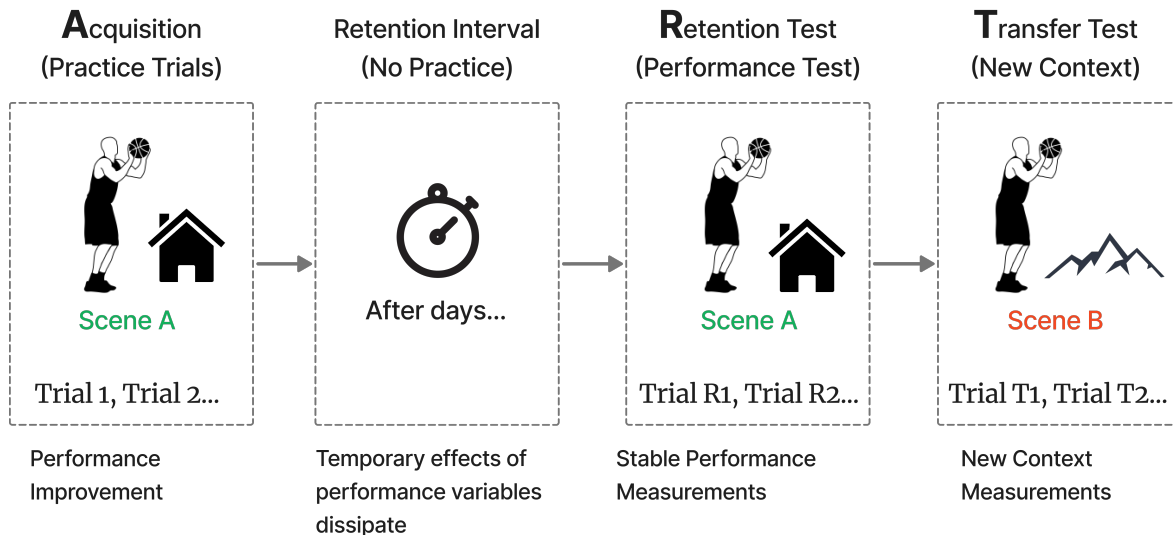 Acquisition
(Practice Trials)
Retention Interval
(No Practice)
Retention Test
(Performance Test)
Transfer Test
(New Context)
Scene A
Trial 1, Trial 2...
After days...
Scene A
Trial R1, Trial R2...
Scene B
Trial T1, Trial T2...
Performance
Improvement
Temporary effects of
performance variables
dissipate
Stable Performance
Measurements
New Context
Measurements